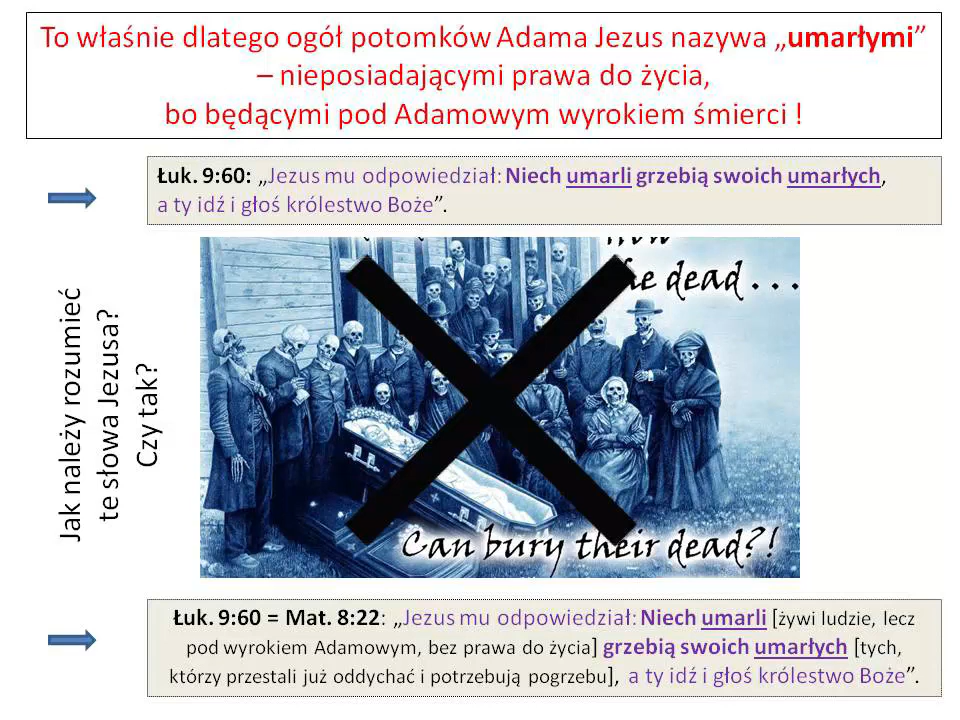 To właśnie dlatego ogół potomków Adama Jezus nazywa „umarłymi”
– nieposiadającymi prawa do życia,
bo będącymi pod Adamowym wyrokiem śmierci !
Łuk. 9:60: „Jezus mu odpowiedział: Niech umarli grzebią swoich umarłych,
a ty idź i głoś królestwo Boże”.
Jak należy rozumieć
te słowa Jezusa?
Czy tak?
the dead . . .
Can bury their dead?!
Łuk. 9:60 = Mat. 8:22: „Jezus mu odpowiedział: Niech umarli [żywi ludzie, lecz
pod wyrokiem Adamowym, bez prawa do życia] grzebią swoich umarłych [tych,
którzy przestali już oddychać i potrzebują pogrzebu], a ty idź i głoś królestwo Boże”.